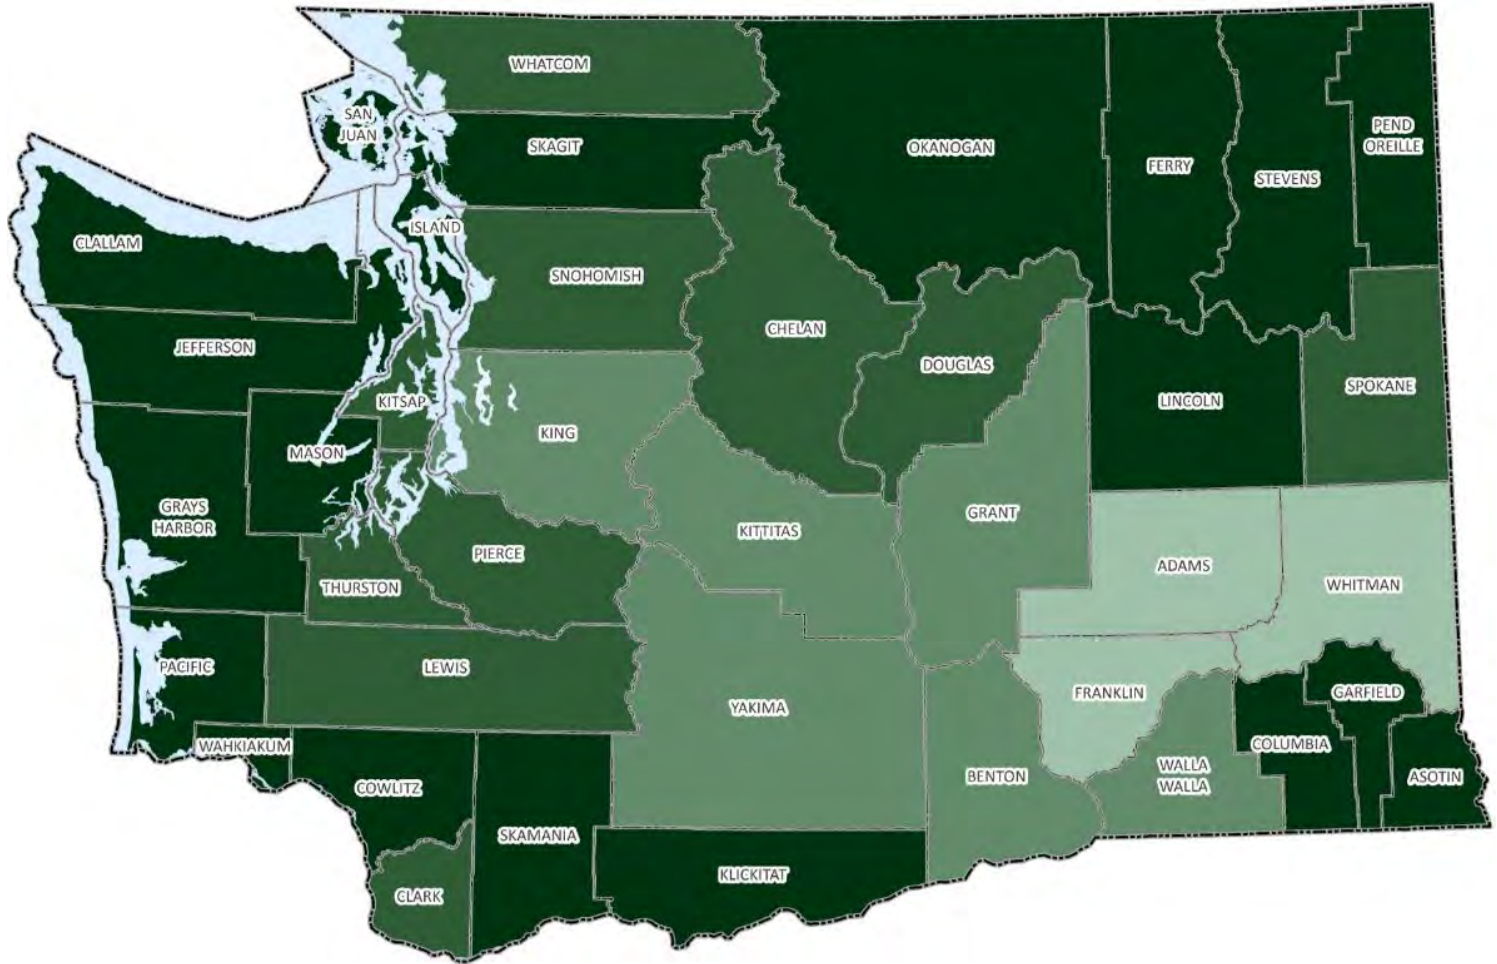 WHATCOM
SAN
JUAN
SKAGIT
OKANOGAN
FERRY
STEVENS
PEND
OREILLE
CLALLAM
ISLAND
SNOHOMISH
CHELAN
DOUGLAS
JEFFERSON
KITSAP
KING
LINCOLN
SPOKANE
MASON
GRAYS
HARBOR
PIERCE
THURSTON
KITTITAS
GRANT
ADAMS
WHITMAN
PACIFIC
LEWIS
YAKIMA
FRANKLIN
GARFIELD
WAHKIAKUM
COWLITZ
SKAMANIA
BENTON
WALLA
WALLA
COLUMBIA
ASOTIN
CLARK
KLICKITAT